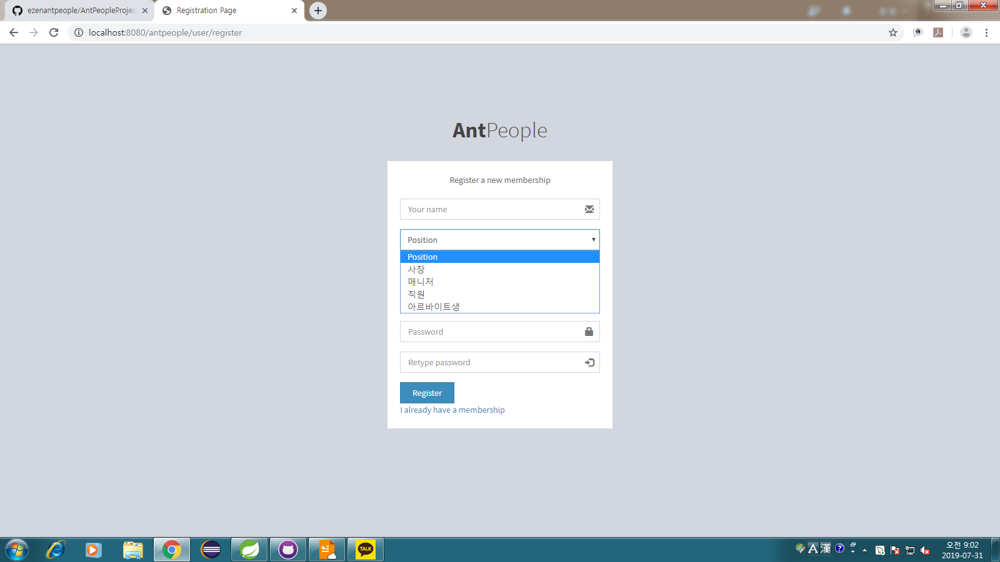 ezenantpeople/AntPeopleProjec
Registration Page
localhost:8080/antpeople/user/register
AntPeople
Register a new membership
Your name
Position
Position
사장
매니저
직원
아르바이트생
Password
Retype password
Register
I already have a membership
TALK
A 漢
오전 9:02
2019-07-31